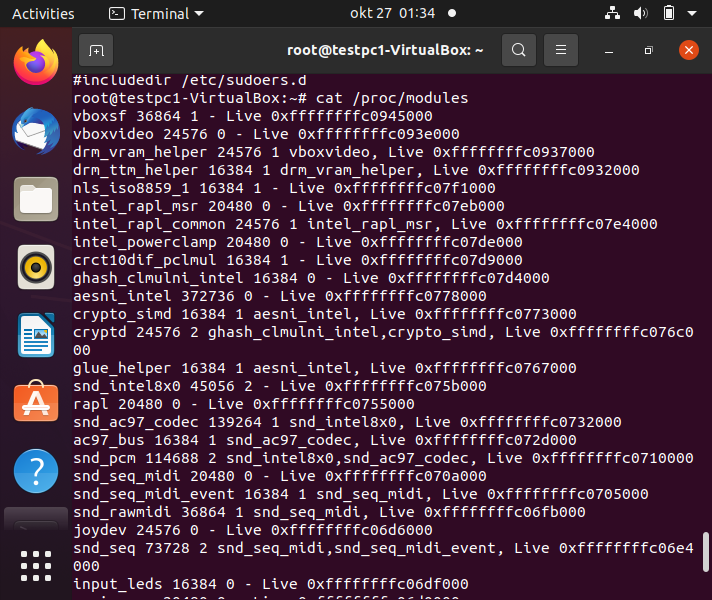 Activities
Terminal
okt 27 01:34
root@testpc1-VirtualBox: ~
#includedir /etc/sudoers.d
root@testpc1-VirtualBox:~# cat /proc/modules
vboxsf 36864 1 - Live 0xffffffffc0945000
vboxvideo 24576 0 - Live 0xffffffffc093e000
drm_vram_helper 24576 1 vboxvideo, Live 0xffffffffc0937000
drm_ttm_helper 16384 1 drm_vram_helper, Live 0xffffffffc0932000
nls_iso8859_1 16384 1 - Live 0xffffffffc07f1000
intel_rapl_msr 20480 0 - Live 0xffffffffc07eb000
intel_rapl_common 24576 1 intel_rapl_msr, Live 0xffffffffc07e4000
intel_powerclamp 20480 0 - Live 0xffffffffc07de000
crct10dif_pclmul 16384 1 - Live 0xffffffffc07d9000
ghash_clmulni_intel 16384 0 - Live 0xffffffffc07d4000
aesni_intel 372736 0 - Live 0xffffffffc0778000
crypto_simd 16384 1 aesni_intel, Live 0xffffffffc0773000
cryptd 24576 2 ghash_clmulni_intel,crypto_simd, Live 0xffffffffc076c0
00
glue_helper 16384 1 aesni_intel, Live 0xffffffffc0767000
snd_intel8x0 45056 2 - Live 0xffffffffc075b000
rapl 20480 0 - Live 0xffffffffc0755000
snd_ac97_codec 139264 1 snd_intel8x0, Live 0xffffffffc0732000
ac97_bus 16384 1 snd_ac97_codec, Live 0xffffffffc072d000
snd_pcm 114688 2 snd_intel8x0,snd_ac97_codec, Live 0xffffffffc0710000
snd_seq_midi 20480 0 - Live 0xffffffffc070a000
snd_seq_midi_event 16384 1 snd_seq_midi, Live 0xffffffffc0705000
snd_rawmidi 36864 1 snd_seq_midi, Live 0xffffffffc06fb000
joydev 24576 0 - Live 0xffffffffc06d6000
snd_seq 73728 2 snd_seq_midi,snd_seq_midi_event, Live 0xffffffffc06e4
000
input_leds 16384 0 - Live 0xffffffffc06df000